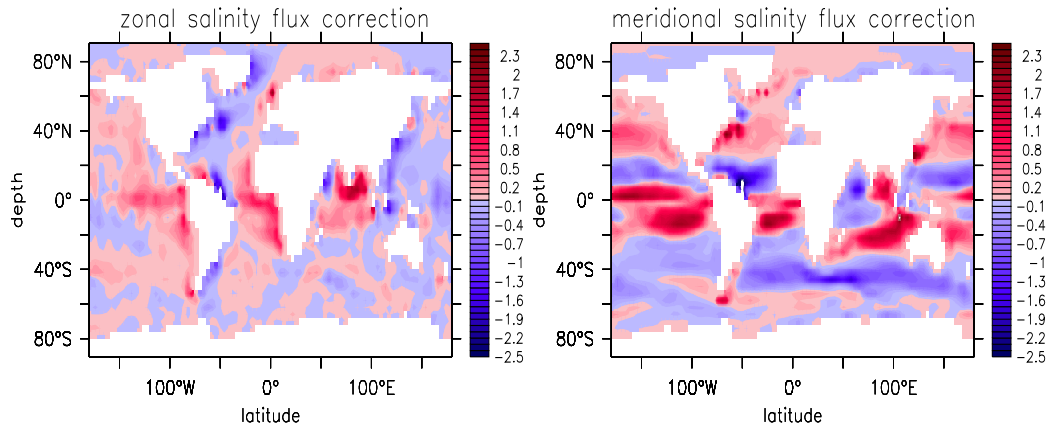 zonal salinity flux correction
80°N
40°N
0°
40°S
80°S
depth
100°W 0° 100°E
latitude
2.3
2
1.7
1.4
1.1
0.8
0.5
0.2
-0.1
-0.4
-0.7
-1
-1.3
-1.6
-1.9
-2.2
-2.5
meridional salinity flux correction
80°N
40°N
0°
40°S
80°S
depth
100°W 0° 100°E
latitude
2.3
2
1.7
1.4
1.1
0.8
0.5
0.2
-0.1
-0.4
-0.7
-1
-1.3
-1.6
-1.9
-2.2
-2.5